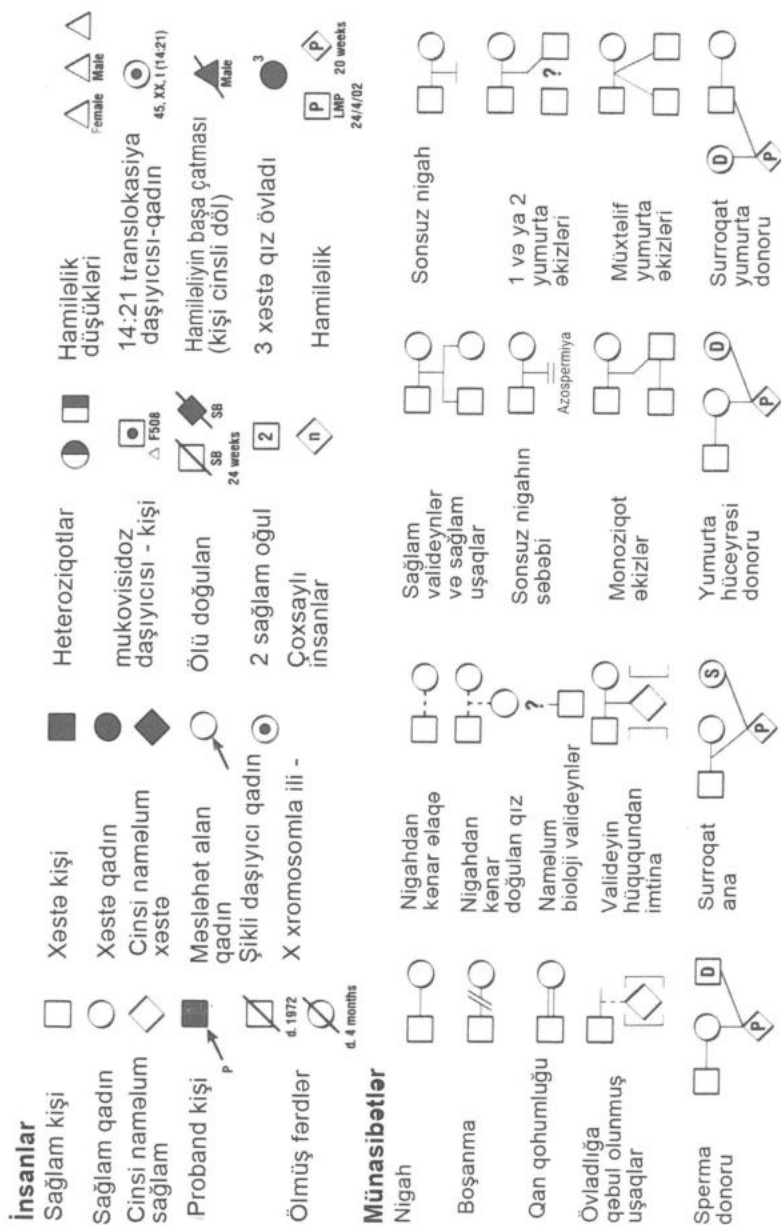 İnsanlar
Sağlam kişi
Sağlam qadın
Cinsi naməlum
sağlam
Proband kişi
P
Ölmüş fərdlər
d. 1972
d. 4 months
Xəstə kişi
Xəstə qadın
Cinsi naməlum
xəstə
Məsləhət alan
qadın
Şikli daşıyıcı qadın
X xromosomla ili -
Heteroziqotlar
mukovisidoz
daşıyıcısı - kişi
△ F508
Ölü doğulan
SB
24 weeks
SB
2 sağlam oğul
2
Çoxsaylı
insanlar
n
Hamiləlik
düşükləri
Female
Male
14:21 translokasiya
daşıyıcısı-qadın
45, XX, t (14:21)
Hamiləliyin başa çatması
(kişi cinsli döl)
Male
3 xəstə qız övladı
3
Hamiləlik
P
LMP
24/4/02
P
20 weeks
Münasibətlər
Nigah
Boşanma
Qan qohumluğu
Övladlığa
qəbul olunmuş
uşaqlar
Sperma
donoru
D
P
Nigahdan
kənar əlaqə
Nigahdan
kənar
doğulan qız
Naməlum
bioloji valideynlər
?
Valideyin
hüququndan
imtina
Surroqat
ana
S
P
Sağlam
valideynlər
və sağlam
uşaqlar
Sonsuz nigahın
səbəbi
Azospermiya
Monoziqot
əkizlər
Yumurta
hüceyrəsi
donoru
D
P
Sonsuz nigah
1 və ya 2
yumurta
əkizləri
?
Müxtəlif
yumurta
əkizləri
Surroqat
yumurta
donoru
D
P